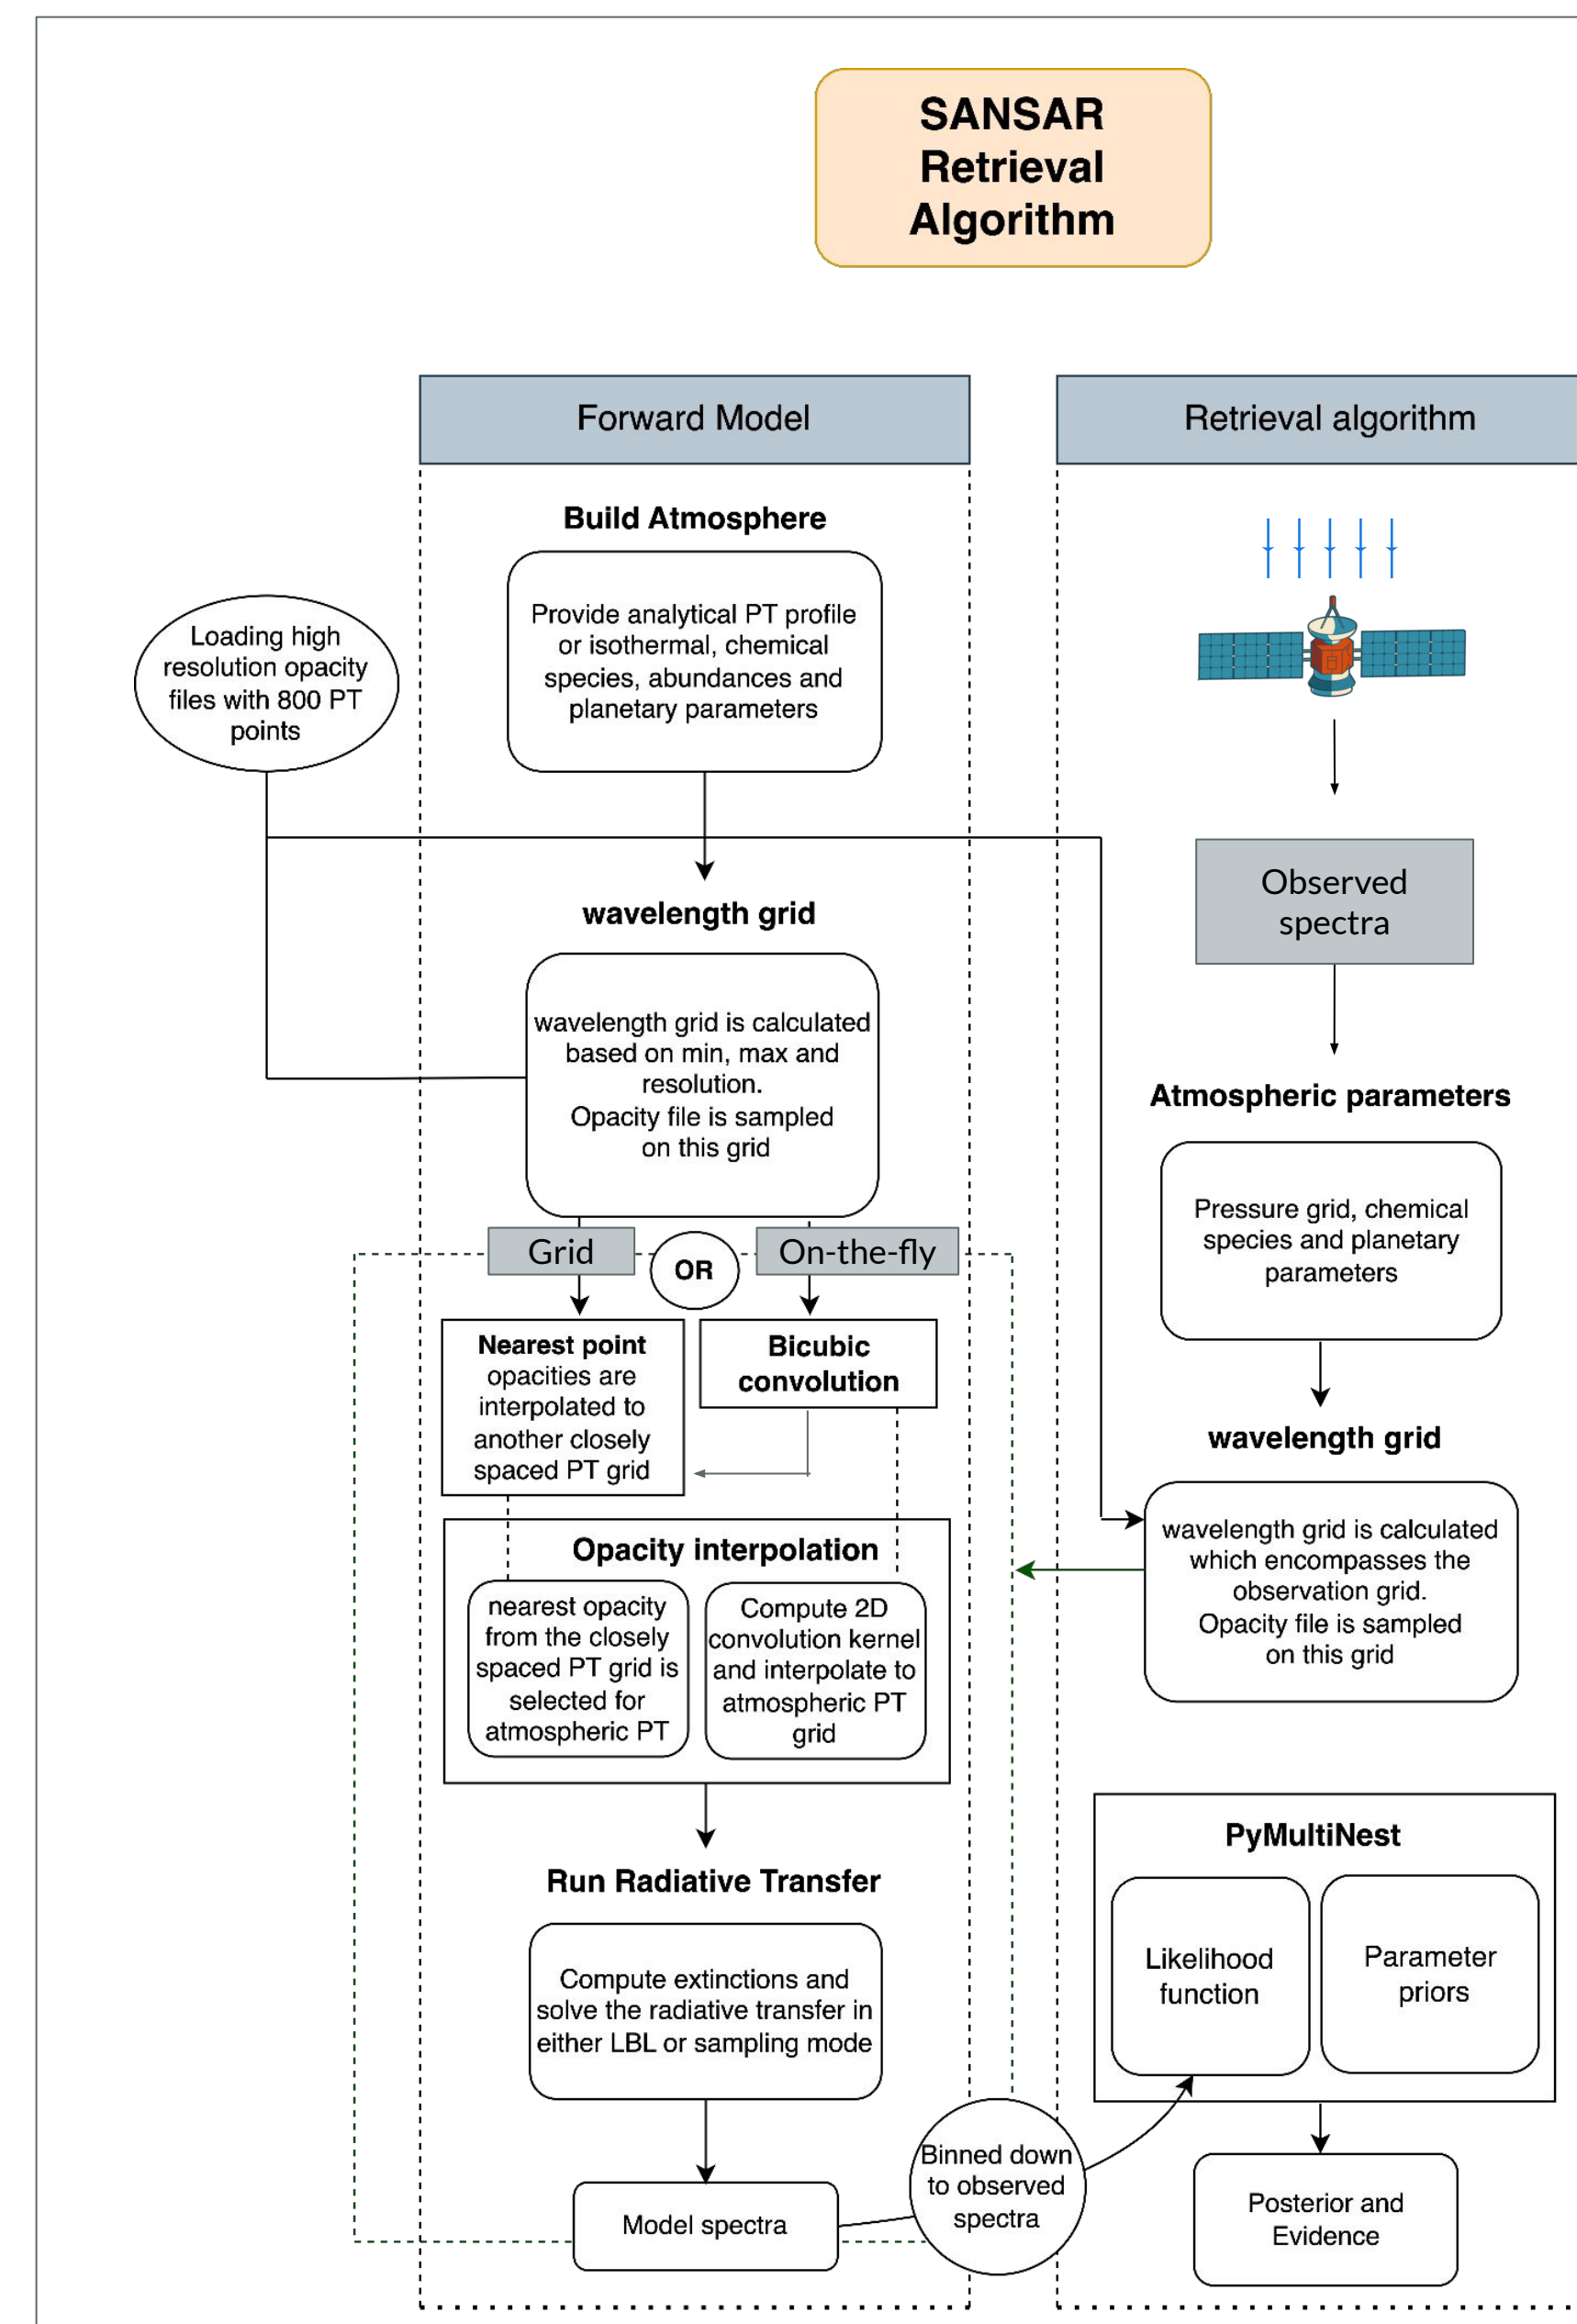 SANSAR
Retrieval
Algorithm
Forward Model
Build Atmosphere
Provide analytical PT profile
or isothermal, chemical
species, abundances and
planetary parameters
Loading high
resolution opacity
files with 800 PT
points
wavelength grid
wavelength grid is calculated
based on min, max and
resolution.
Opacity file is sampled
on this grid
Grid
OR
On-the-fly
Nearest point
opacities are
interpolated to
another closely
spaced PT grid
Bicubic
convolution
Opacity interpolation
nearest opacity
from the closely
spaced PT grid is
selected for
atmospheric PT
Compute 2D
convolution kernel
and interpolate to
atmospheric PT
grid
Run Radiative Transfer
Compute extinctions and
solve the radiative transfer in
either LBL or sampling mode
Model spectra
Binned down
to observed
spectra
Retrieval algorithm
Observed
spectra
Atmospheric parameters
Pressure grid, chemical
species and planetary
parameters
wavelength grid
wavelength grid is calculated
which encompasses the
observation grid.
Opacity file is sampled
on this grid
PyMultiNest
Likelihood
function
Parameter
priors
Posterior and
Evidence